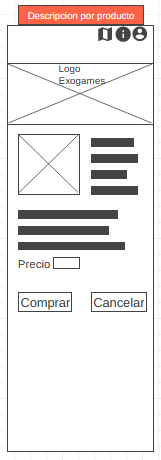 Descripcion por producto
Logo
Exogames
Precio
Comprar
Cancelar